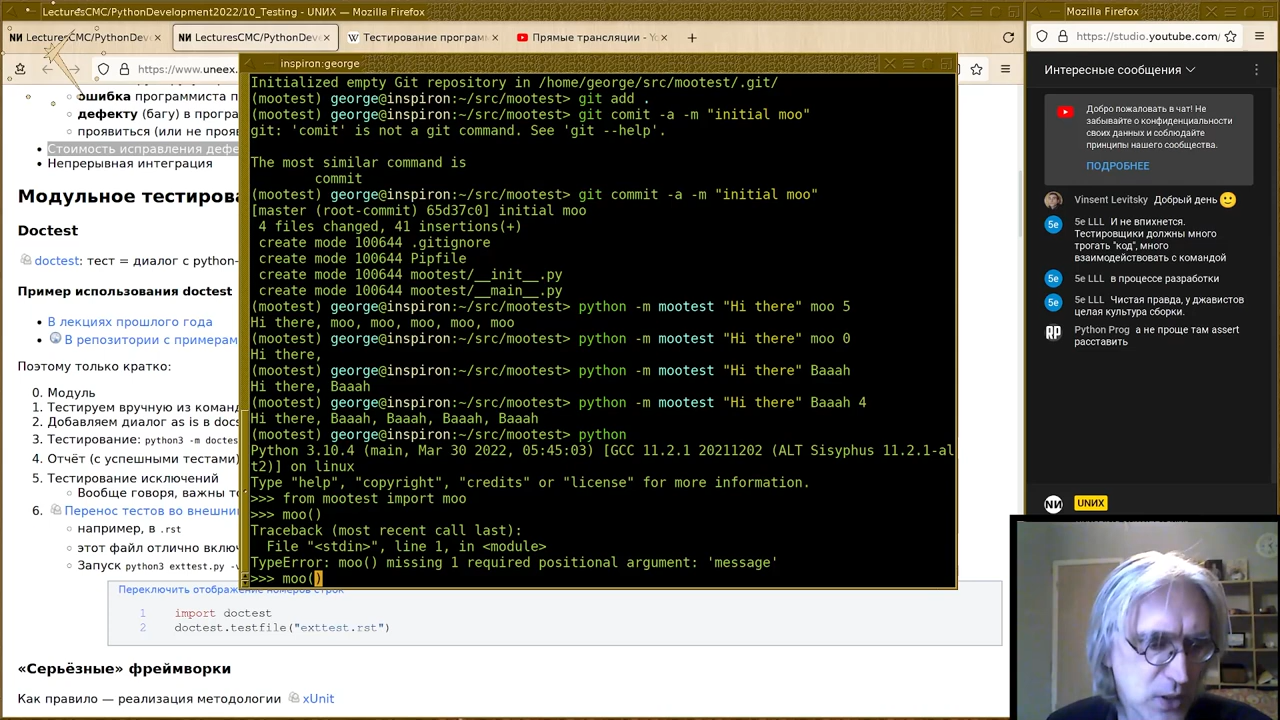 LecturesCMC/PythonDevelopment2022/10_Testing - UNИX — Mozilla Firefox
Mozilla Firefox
LecturesCMC/PythonDeve
LecturesCMC/PythonDeve
Тестирование програм
Прямые трансляции - Yo
https://www.uneex.
https://studio.youtube.com/
ошибка программиста п
дефекту (багу) в програ
проявиться (или не прояв
Стоимость исправления дефе
Непрерывная интеграция
Модульное тестирова
Doctest
doctest: тест = диалог с python-
Пример использования doctest
В лекциях прошлого года
В репозитории с примерам
Поэтому только кратко:
0. Модуль
1. Тестируем вручную из команд
2. Добавляем диалог as is в docs
3. Тестирование: python3 -m doctes
4. Отчёт (с успешными тестами)
5. Тестирование исключений
Вообще говоря, важны то
6. Перенос тестов во внешни
например, в .rst
этот файл отлично включ
Запуск python3 exttest.py -v
inspiran:george
Initialized empty Git repository in /home/george/src/mootest/.git/
(mootest) george@inspiron:~/src/mootest> git add .
(mootest) george@inspiron:~/src/mootest> git comit -a -m "initial moo"
git: 'comit' is not a git command. See 'git --help'.
The most similar command is
commit
(mootest) george@inspiron:~/src/mootest> git commit -a -m "initial moo"
[master (root-commit) 65d37c0] initial moo
4 files changed, 41 insertions(+)
create mode 100644 .gitignore
create mode 100644 Pipfile
create mode 100644 mootest/__init__.py
create mode 100644 mootest/__main__.py
(mootest) george@inspiron:~/src/mootest> python -m mootest "Hi there" moo 5
Hi there, moo, moo, moo, moo, moo
(mootest) george@inspiron:~/src/mootest> python -m mootest "Hi there" moo 0
Hi there,
(mootest) george@inspiron:~/src/mootest> python -m mootest "Hi there" Baaah
Hi there, Baaah
(mootest) george@inspiron:~/src/mootest> python -m mootest "Hi there" Baaah 4
Hi there, Baaah, Baaah, Baaah, Baaah
(mootest) george@inspiron:~/src/mootest> python
Python 3.10.4 (main, Mar 30 2022, 05:45:03) [GCC 11.2.1 20211202 (ALT Sisyphus 11.2.1-al
t2)] on linux
Type "help", "copyright", "credits" or "license" for more information.
>>> from mootest import moo
>>> moo()
Traceback (most recent call last):
File "<stdin>", line 1, in <module>
TypeError: moo() missing 1 required positional argument: 'message'
>>> moo()
Переключить отображение номеров строк
1 import doctest
2 doctest.testfile("exttest.rst")
«Серьёзные» фреймворки
Как правило — реализация методологии xUnit
Интересные сообщения
Добро пожаловать в чат! Не
забывайте о конфиденциальности
своих данных и соблюдайте
принципы нашего сообщества.
ПОДРОБНЕЕ
Vinsent Levitsky Добрый день
5e 5e LLL И не впихнется.
Тестировщики должны много
трогать "код", много
взаимодействовать с командой
5e 5e LLL в процессе разработки
5e 5e LLL Чистая правда, у джавистов
целая культура сборки.
RP Python Prog а не проще там assert
расставить
UNИX